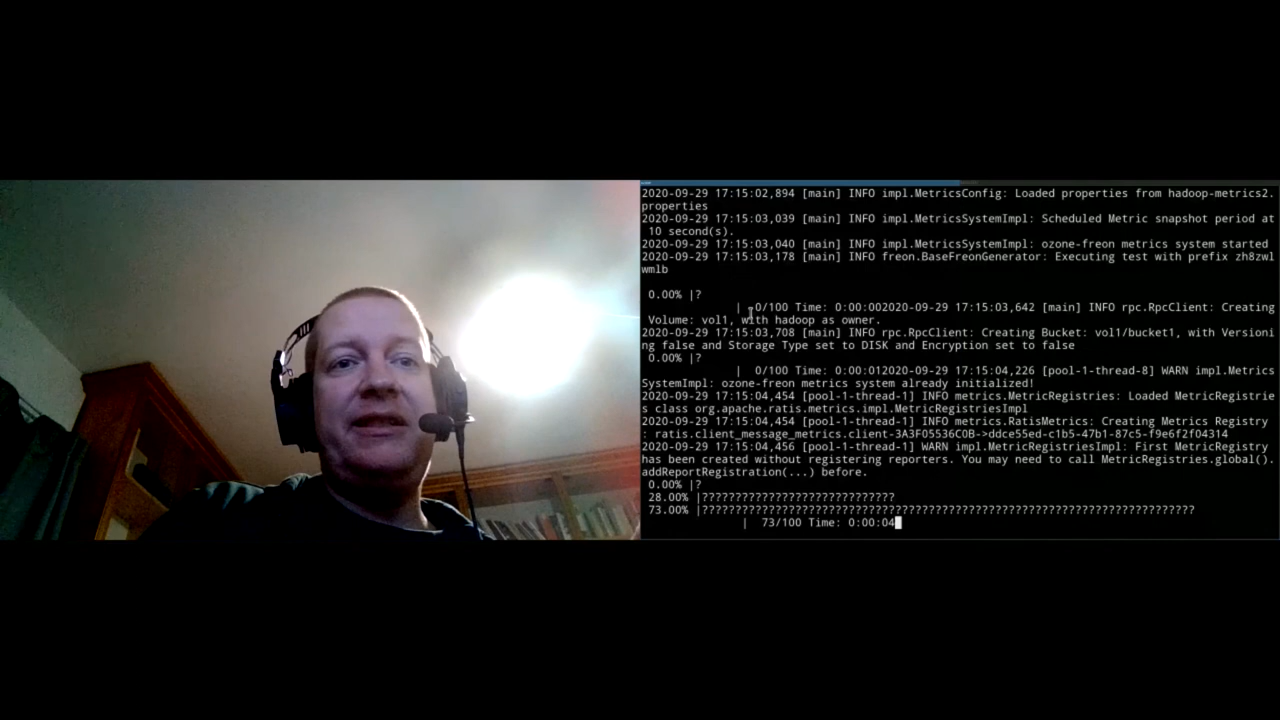 2020-09-29 17:15:02,894 [main] INFO impl.MetricsConfig: Loaded properties from hadoop-metrics2.
properties
2020-09-29 17:15:03,039 [main] INFO impl.MetricsSystemImpl: Scheduled Metric snapshot period at
 10 second(s).
2020-09-29 17:15:03,040 [main] INFO impl.MetricsSystemImpl: ozone-freon metrics system started
2020-09-29 17:15:03,178 [main] INFO freon.BaseFreonGenerator: Executing test with prefix zh8zwl
wmlb
0.00% |?
| 0/100 Time: 0:00:002020-09-29 17:15:03,642 [main] INFO rpc.RpcClient: Creating
 Volume: vol1, with hadoop as owner.
2020-09-29 17:15:03,708 [main] INFO rpc.RpcClient: Creating Bucket: vol1/bucket1, with Versioni
ng false and Storage Type set to DISK and Encryption set to false
0.00% |?
| 0/100 Time: 0:00:012020-09-29 17:15:04,226 [pool-1-thread-8] WARN impl.Metrics
SystemImpl: ozone-freon metrics system already initialized!
2020-09-29 17:15:04,454 [pool-1-thread-1] INFO metrics.MetricRegistries: Loaded MetricRegistrie
s class org.apache.ratis.metrics.impl.MetricRegistriesImpl
2020-09-29 17:15:04,454 [pool-1-thread-1] INFO metrics.RatisMetrics: Creating Metrics Registry
: ratis.client_message_metrics.client-3A3F05536C0B->ddce55ed-c1b5-47b1-87c5-f9e6f2f04314
2020-09-29 17:15:04,456 [pool-1-thread-1] WARN impl.MetricRegistriesImpl: First MetricRegistry
has been created without registering reporters. You may need to call MetricRegistries.global().
addReportRegistration(...) before.
0.00% |?
28.00% |?????????????????????????????
73.00% |??????????????????????????????????????????????????????????????????????????
| 73/100 Time: 0:00:04